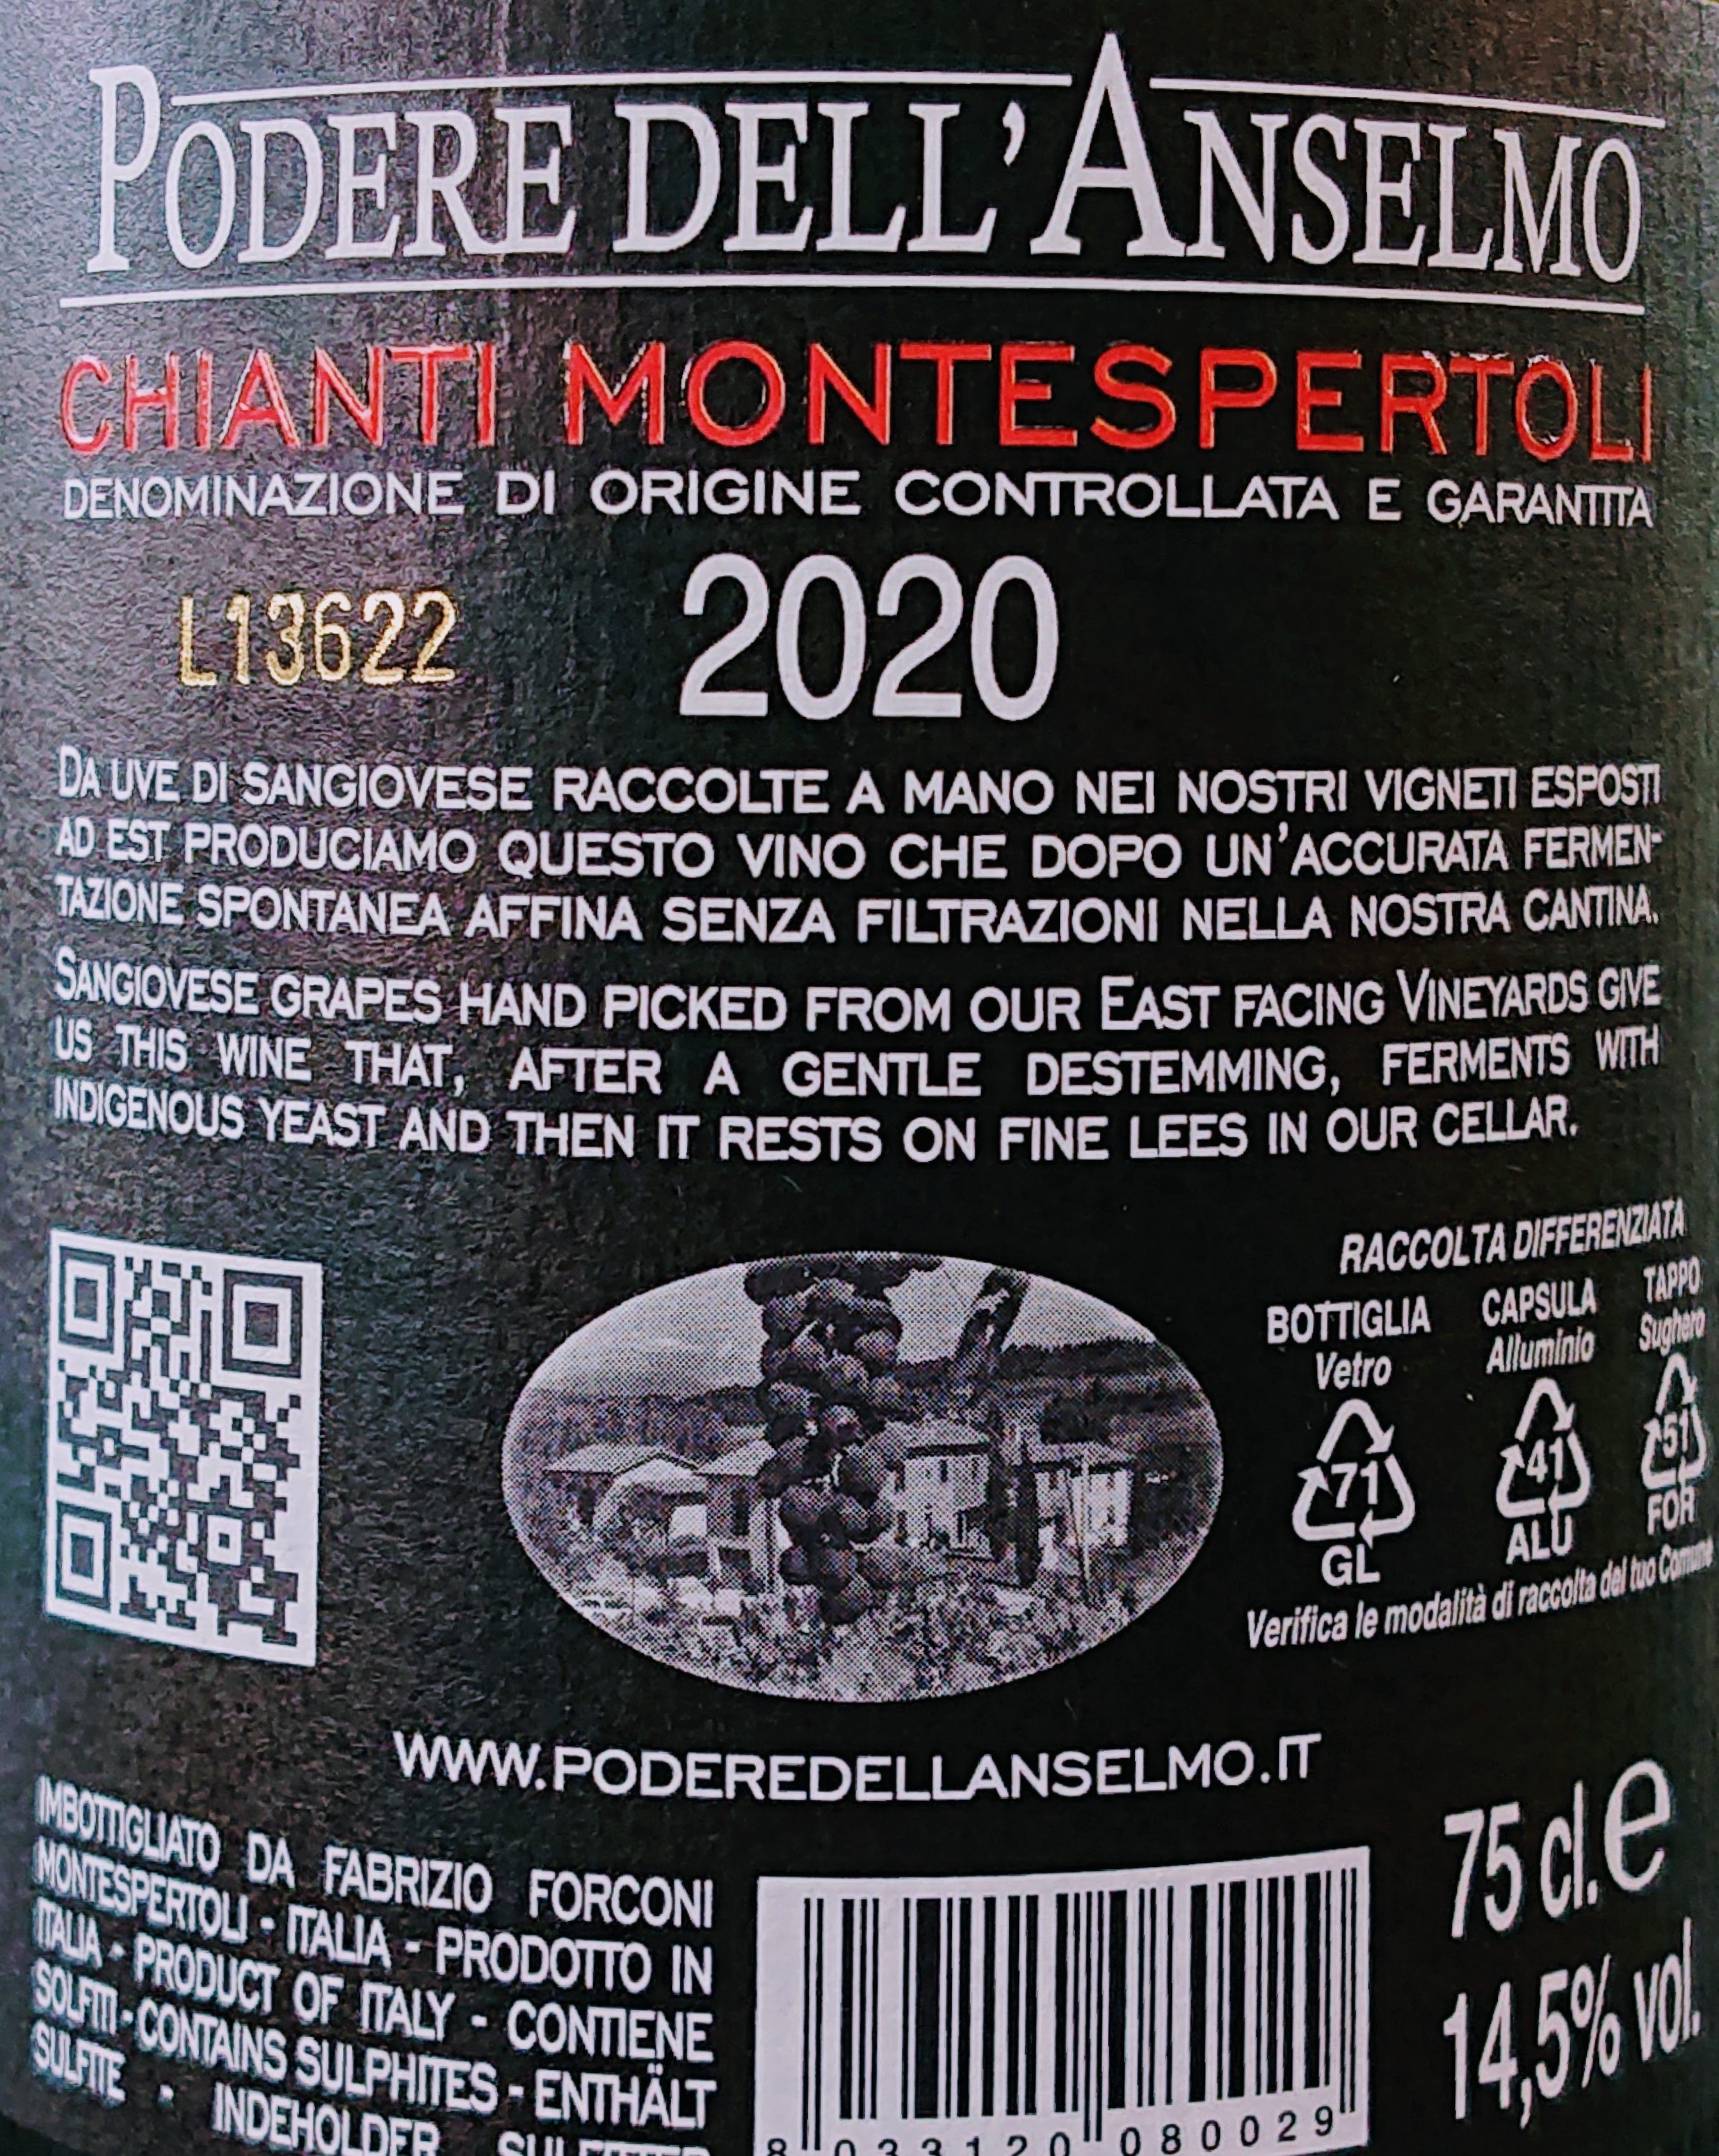 PODERE DELL'ANSELMO
CHIANTI MONTESPERTOLI
DENOMINAZIONE DI ORIGINE CONTROLLATA E GARANTITA
L13622
2020
DA UVE DI SANGIOVESE RACCOLTE A MANO NEI NOSTRI VIGNETI ESPOSTI
AD EST PRODUCIAMO QUESTO VINO CHE DOPO UN'ACCURATA FERMEN-
TAZIONE SPONTANEA AFFINA SENZA FILTRAZIONI NELLA NOSTRA CANTINA.
SANGIOVESE GRAPES HAND PICKED FROM OUR EAST FACING VINEYARDS GIVE
US THIS WINE THAT, AFTER A GENTLE DESTEMMING, FERMENTS WITH
INDIGENOUS YEAST AND THEN IT RESTS ON FINE LEES IN OUR CELLAR.
RACCOLTA DIFFERENZIATA
BOTTIGLIA CAPSULA TAPPO
Vetro Alluminio Sughero
71 41 51
GL ALU FOR
Verifica le modalità di raccolta del tuo Comune
WWW.PODEREDELLANSELMO.IT
IMBOTTIGLIATO DA FABRIZIO FORCONI
MONTESPERTOLI - ITALIA - PRODOTTO IN
ITALIA - PRODUCT OF ITALY - CONTIENE
SOLFITI - CONTAINS SULPHITES - ENTHÄLT
SULFITE - INDEHOLDER
75 cl. e
14,5% vol.
8 033120 080029